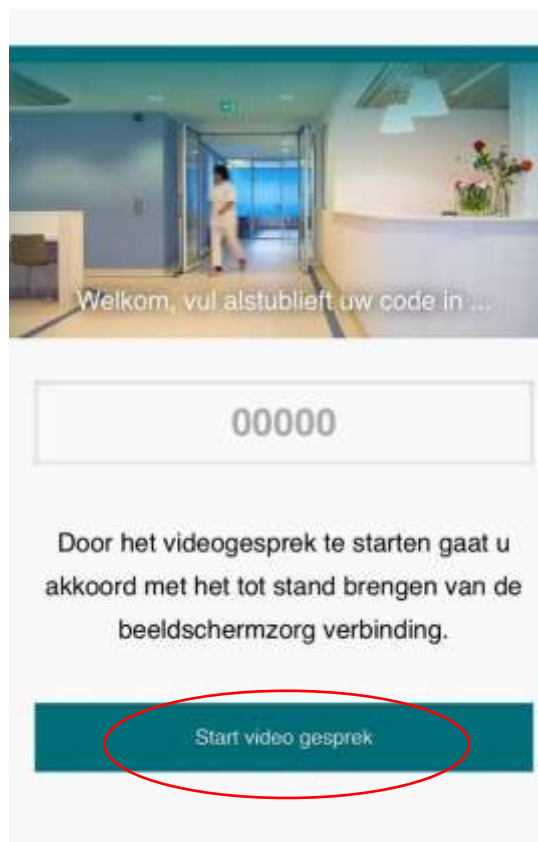 Welkom, vul alstublieft uw code in ...
00000
Door het videogesprek te starten gaat u
akkoord met het tot stand brengen van de
beeldschermzorg verbinding.
Start video gesprek